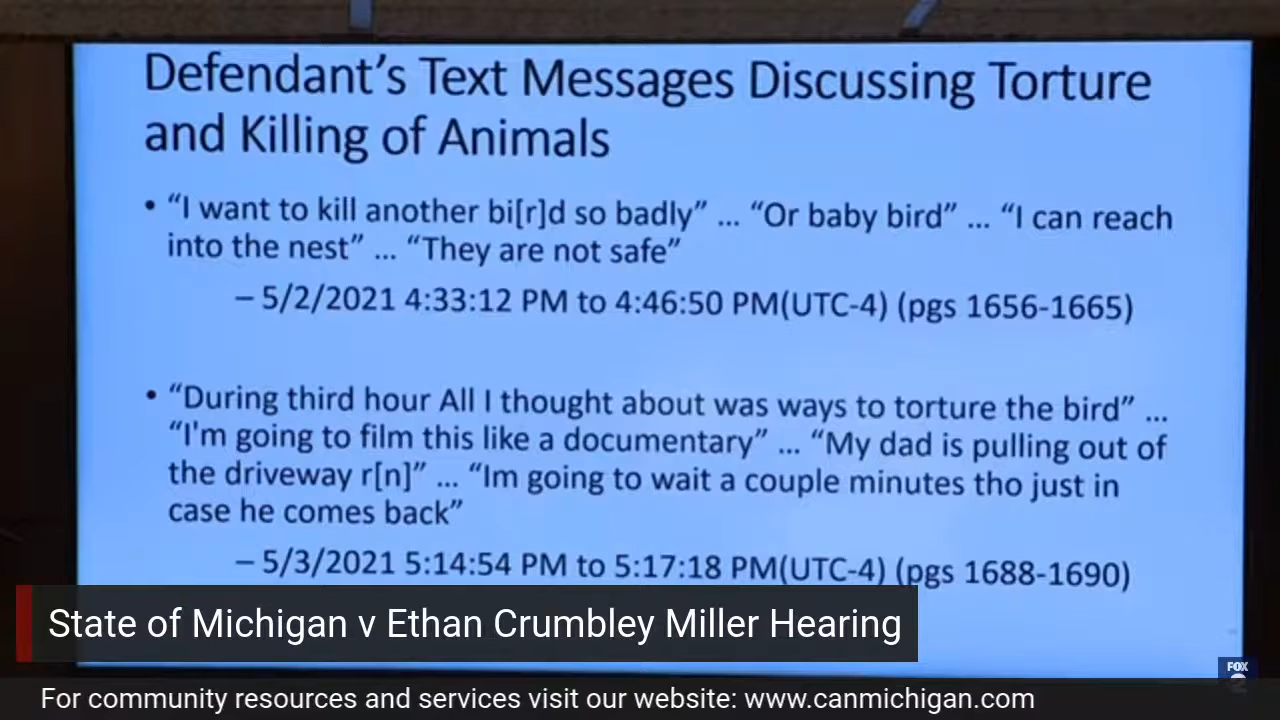 Defendant's Text Messages Discussing Torture
and Killing of Animals
• “I want to kill another bi[r]d so badly” ... “Or baby bird” ... “I can reach
into the nest” ... “They are not safe”
– 5/2/2021 4:33:12 PM to 4:46:50 PM(UTC-4) (pgs 1656-1665)
• “During third hour All I thought about was ways to torture the bird” ...
“I'm going to film this like a documentary” ... “My dad is pulling out of
the driveway r[n]” ... “Im going to wait a couple minutes tho just in
case he comes back”
– 5/3/2021 5:14:54 PM to 5:17:18 PM(UTC-4) (pgs 1688-1690)
State of Michigan v Ethan Crumbley Miller Hearing
FOX
2
For community resources and services visit our website: www.canmichigan.com